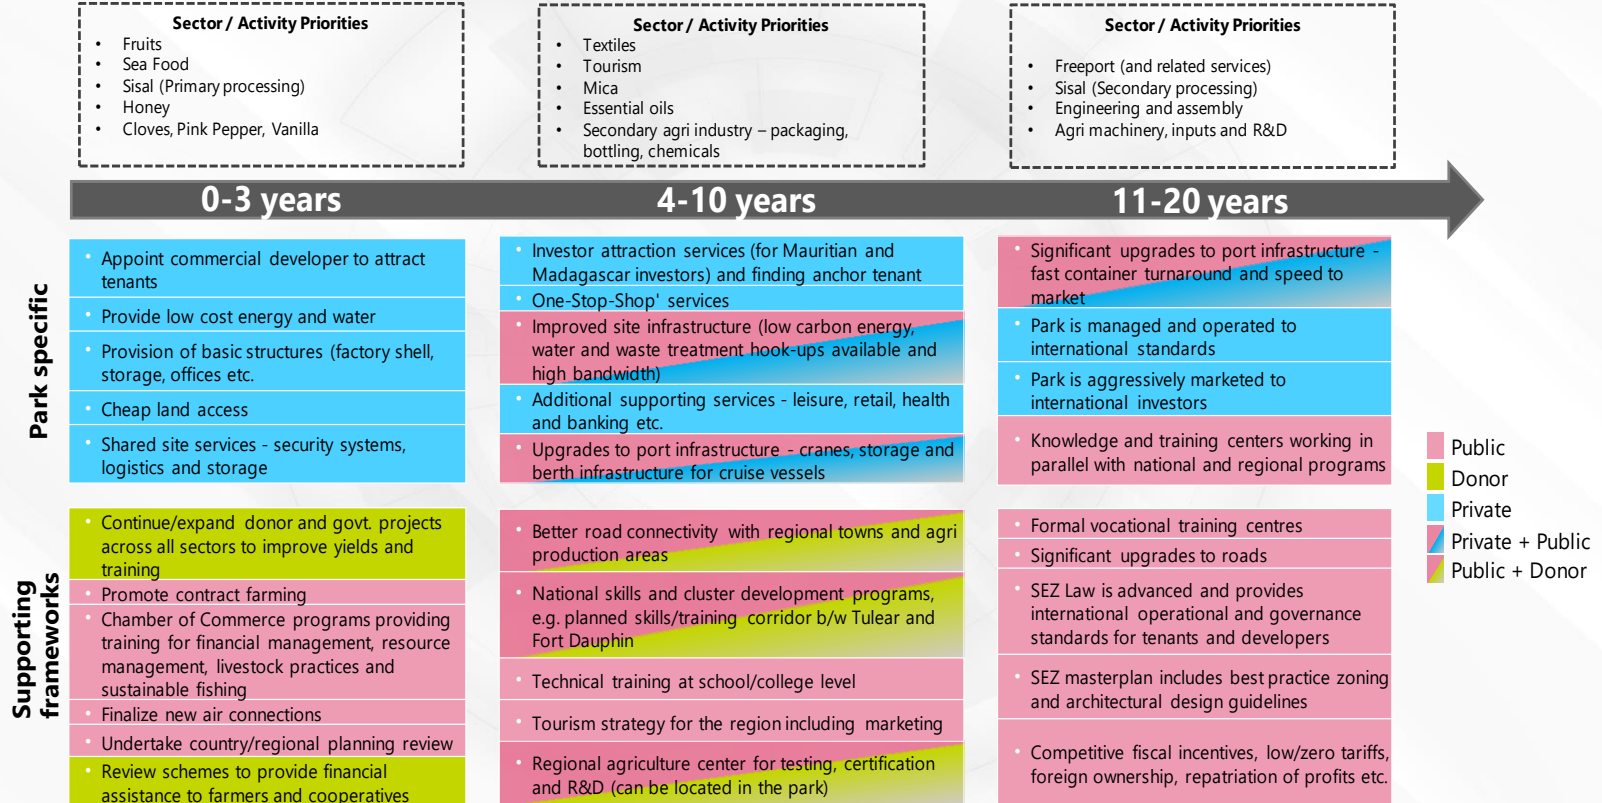 Sector / Activity Priorities
• Fruits
• Sea Food
• Sisal (Primary processing)
• Honey
• Cloves, Pink Pepper, Vanilla
Sector / Activity Priorities
• Textiles
• Tourism
• Mica
• Essential oils
• Secondary agri industry – packaging,
bottling, chemicals
Sector / Activity Priorities
• Freeport (and related services)
• Sisal (Secondary processing)
• Engineering and assembly
• Agri machinery, inputs and R&D
0-3 years
4-10 years
11-20 years
Park specific
• Appoint commercial developer to attract
tenants
• Provide low cost energy and water
• Provision of basic structures (factory shell,
storage, offices etc.
• Cheap land access
• Shared site services - security systems,
logistics and storage
• Investor attraction services (for Mauritian and
Madagascar investors) and finding anchor tenant
• One-Stop-Shop' services
• Improved site infrastructure (low carbon energy,
water and waste treatment hook-ups available and
high bandwidth)
• Additional supporting services - leisure, retail, health
and banking etc.
• Upgrades to port infrastructure - cranes, storage and
berth infrastructure for cruise vessels
• Significant upgrades to port infrastructure -
fast container turnaround and speed to
market
• Park is managed and operated to
international standards
• Park is aggressively marketed to
international investors
• Knowledge and training centers working in
parallel with national and regional programs
Supporting
frameworks
• Continue/expand donor and govt. projects
across all sectors to improve yields and
training
• Promote contract farming
• Chamber of Commerce programs providing
training for financial management, resource
management, livestock practices and
sustainable fishing
• Finalize new air connections
• Undertake country/regional planning review
• Review schemes to provide financial
assistance to farmers and cooperatives
• Better road connectivity with regional towns and agri
production areas
• National skills and cluster development programs,
e.g. planned skills/training corridor b/w Tulear and
Fort Dauphin
• Technical training at school/college level
• Tourism strategy for the region including marketing
• Regional agriculture center for testing, certification
and R&D (can be located in the park)
• Formal vocational training centres
• Significant upgrades to roads
• SEZ Law is advanced and provides
international operational and governance
standards for tenants and developers
• SEZ masterplan includes best practice zoning
and architectural design guidelines
• Competitive fiscal incentives, low/zero tariffs,
foreign ownership, repatriation of profits etc.
Public
Donor
Private
Private + Public
Public + Donor